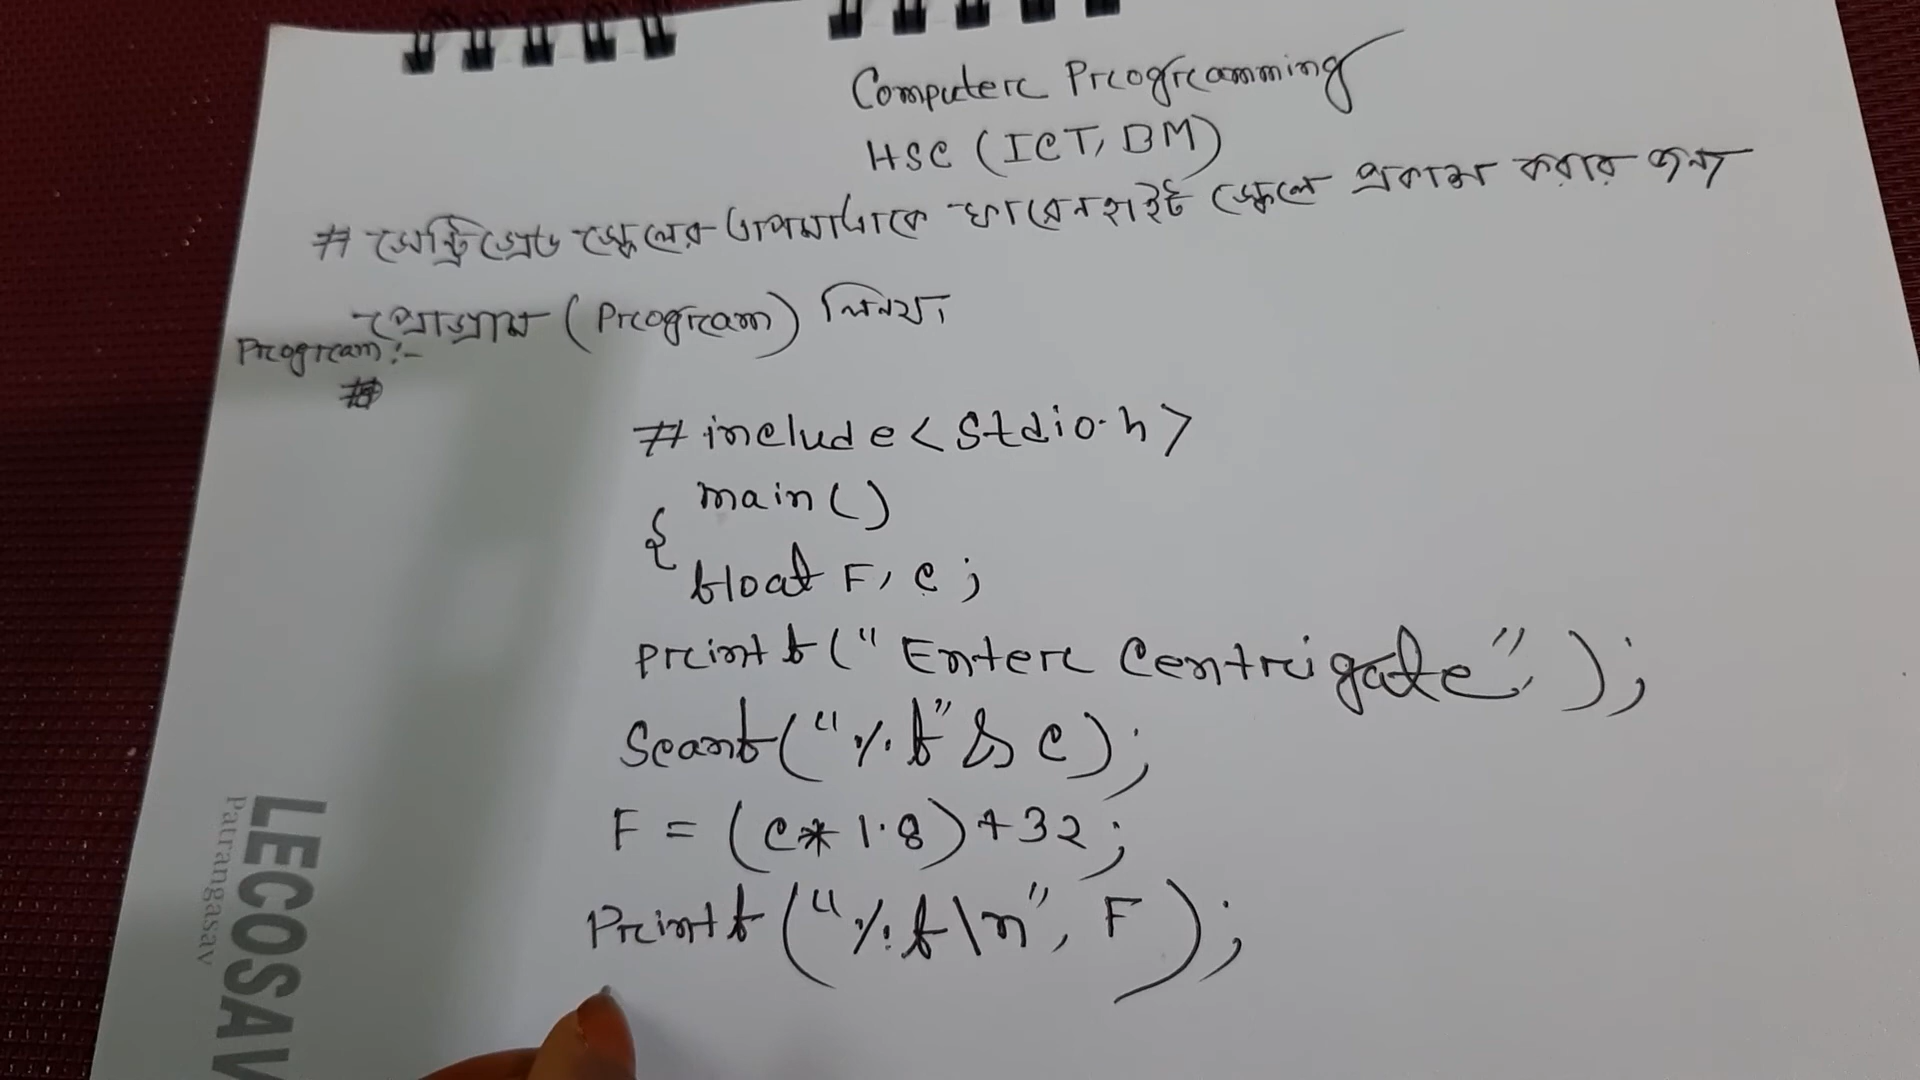 Computer Programming
HSC (ICT, BM)
# সেন্ট্রিগ্রেড স্কেলের তাপমাত্রাকে ফারেনহাইট স্কেলে প্রকাশ করার জন্য
প্রোগ্রাম (Program) লিখ।
Program:-
#include<Stdio.h>
main()
{
float F, c;
printf("Enter Centrigate");
Scanf("%f" & c);
F = (c* 1.8)+32;
Printf("%f\n", F);
LECOSAV
Patrangasav